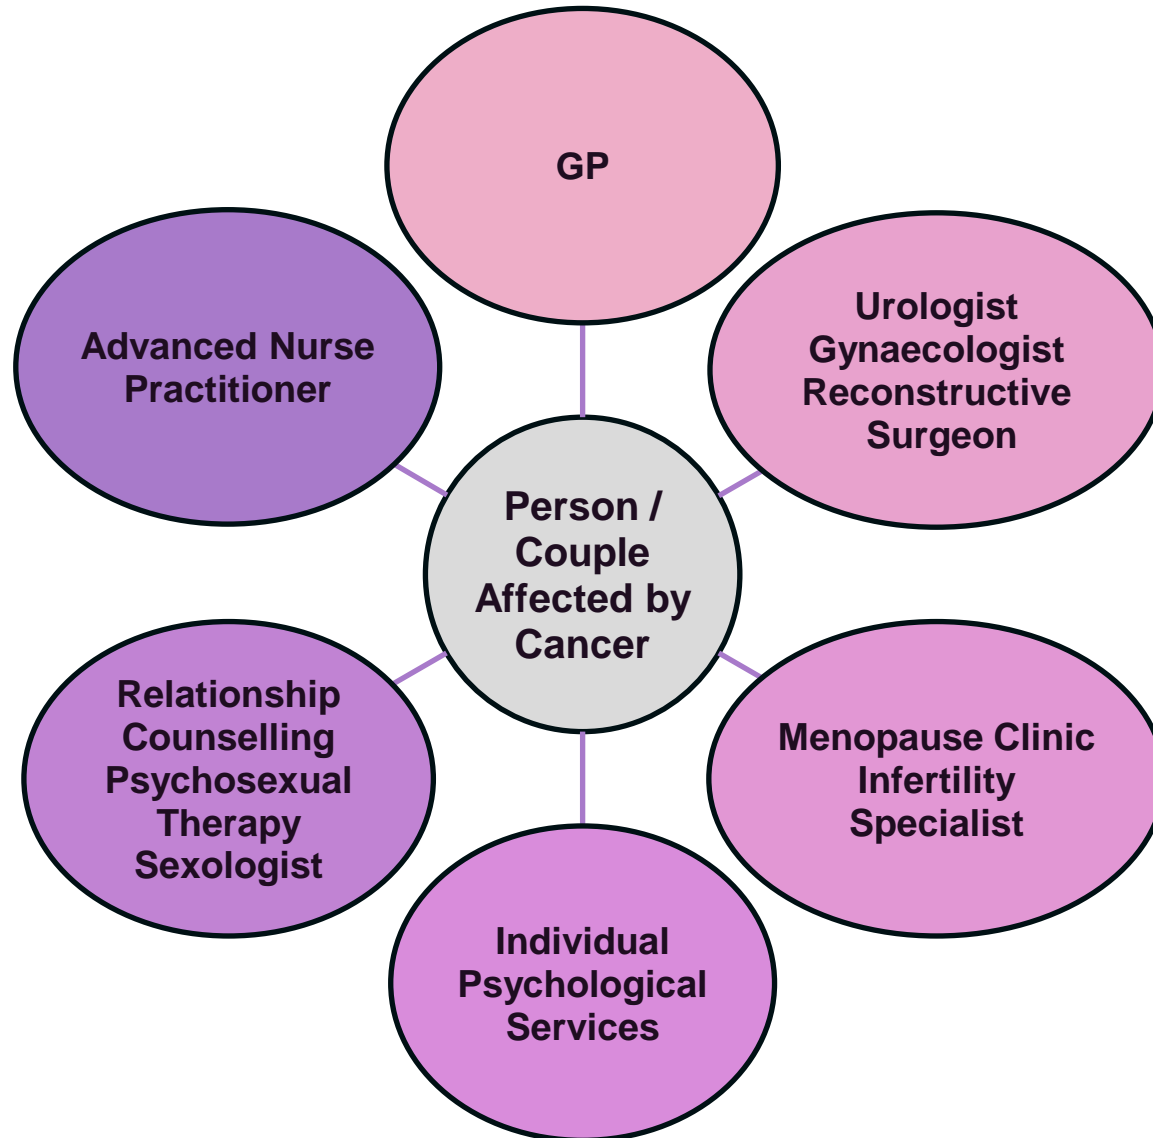 GP
Urologist
Gynaecologist
Reconstructive
Surgeon
Advanced Nurse
Practitioner
Person /
Couple
Affected by
Cancer
Menopause Clinic
Infertility
Specialist
Relationship
Counselling
Psychosexual
Therapy
Sexologist
Individual
Psychological
Services